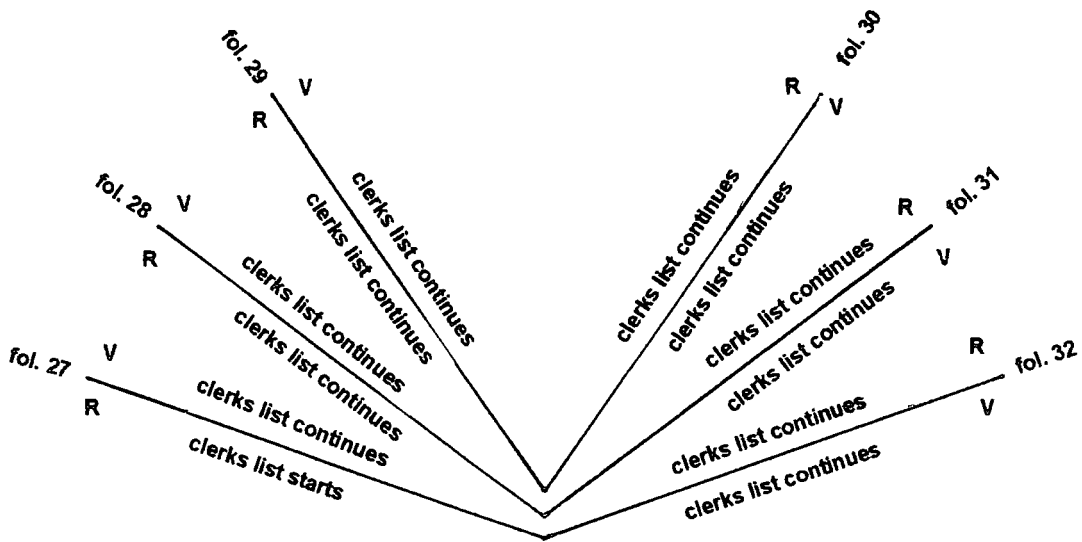 fol. 29
V
R
clerks list continues
clerks list continues
fol. 30
R
V
clerks list continues
clerks list continues
fol. 28
V
R
clerks list continues
clerks list continues
fol. 31
R
V
clerks list continues
clerks list continues
fol. 27
V
R
clerks list continues
clerks list starts
fol. 32
R
V
clerks list continues
clerks list continues